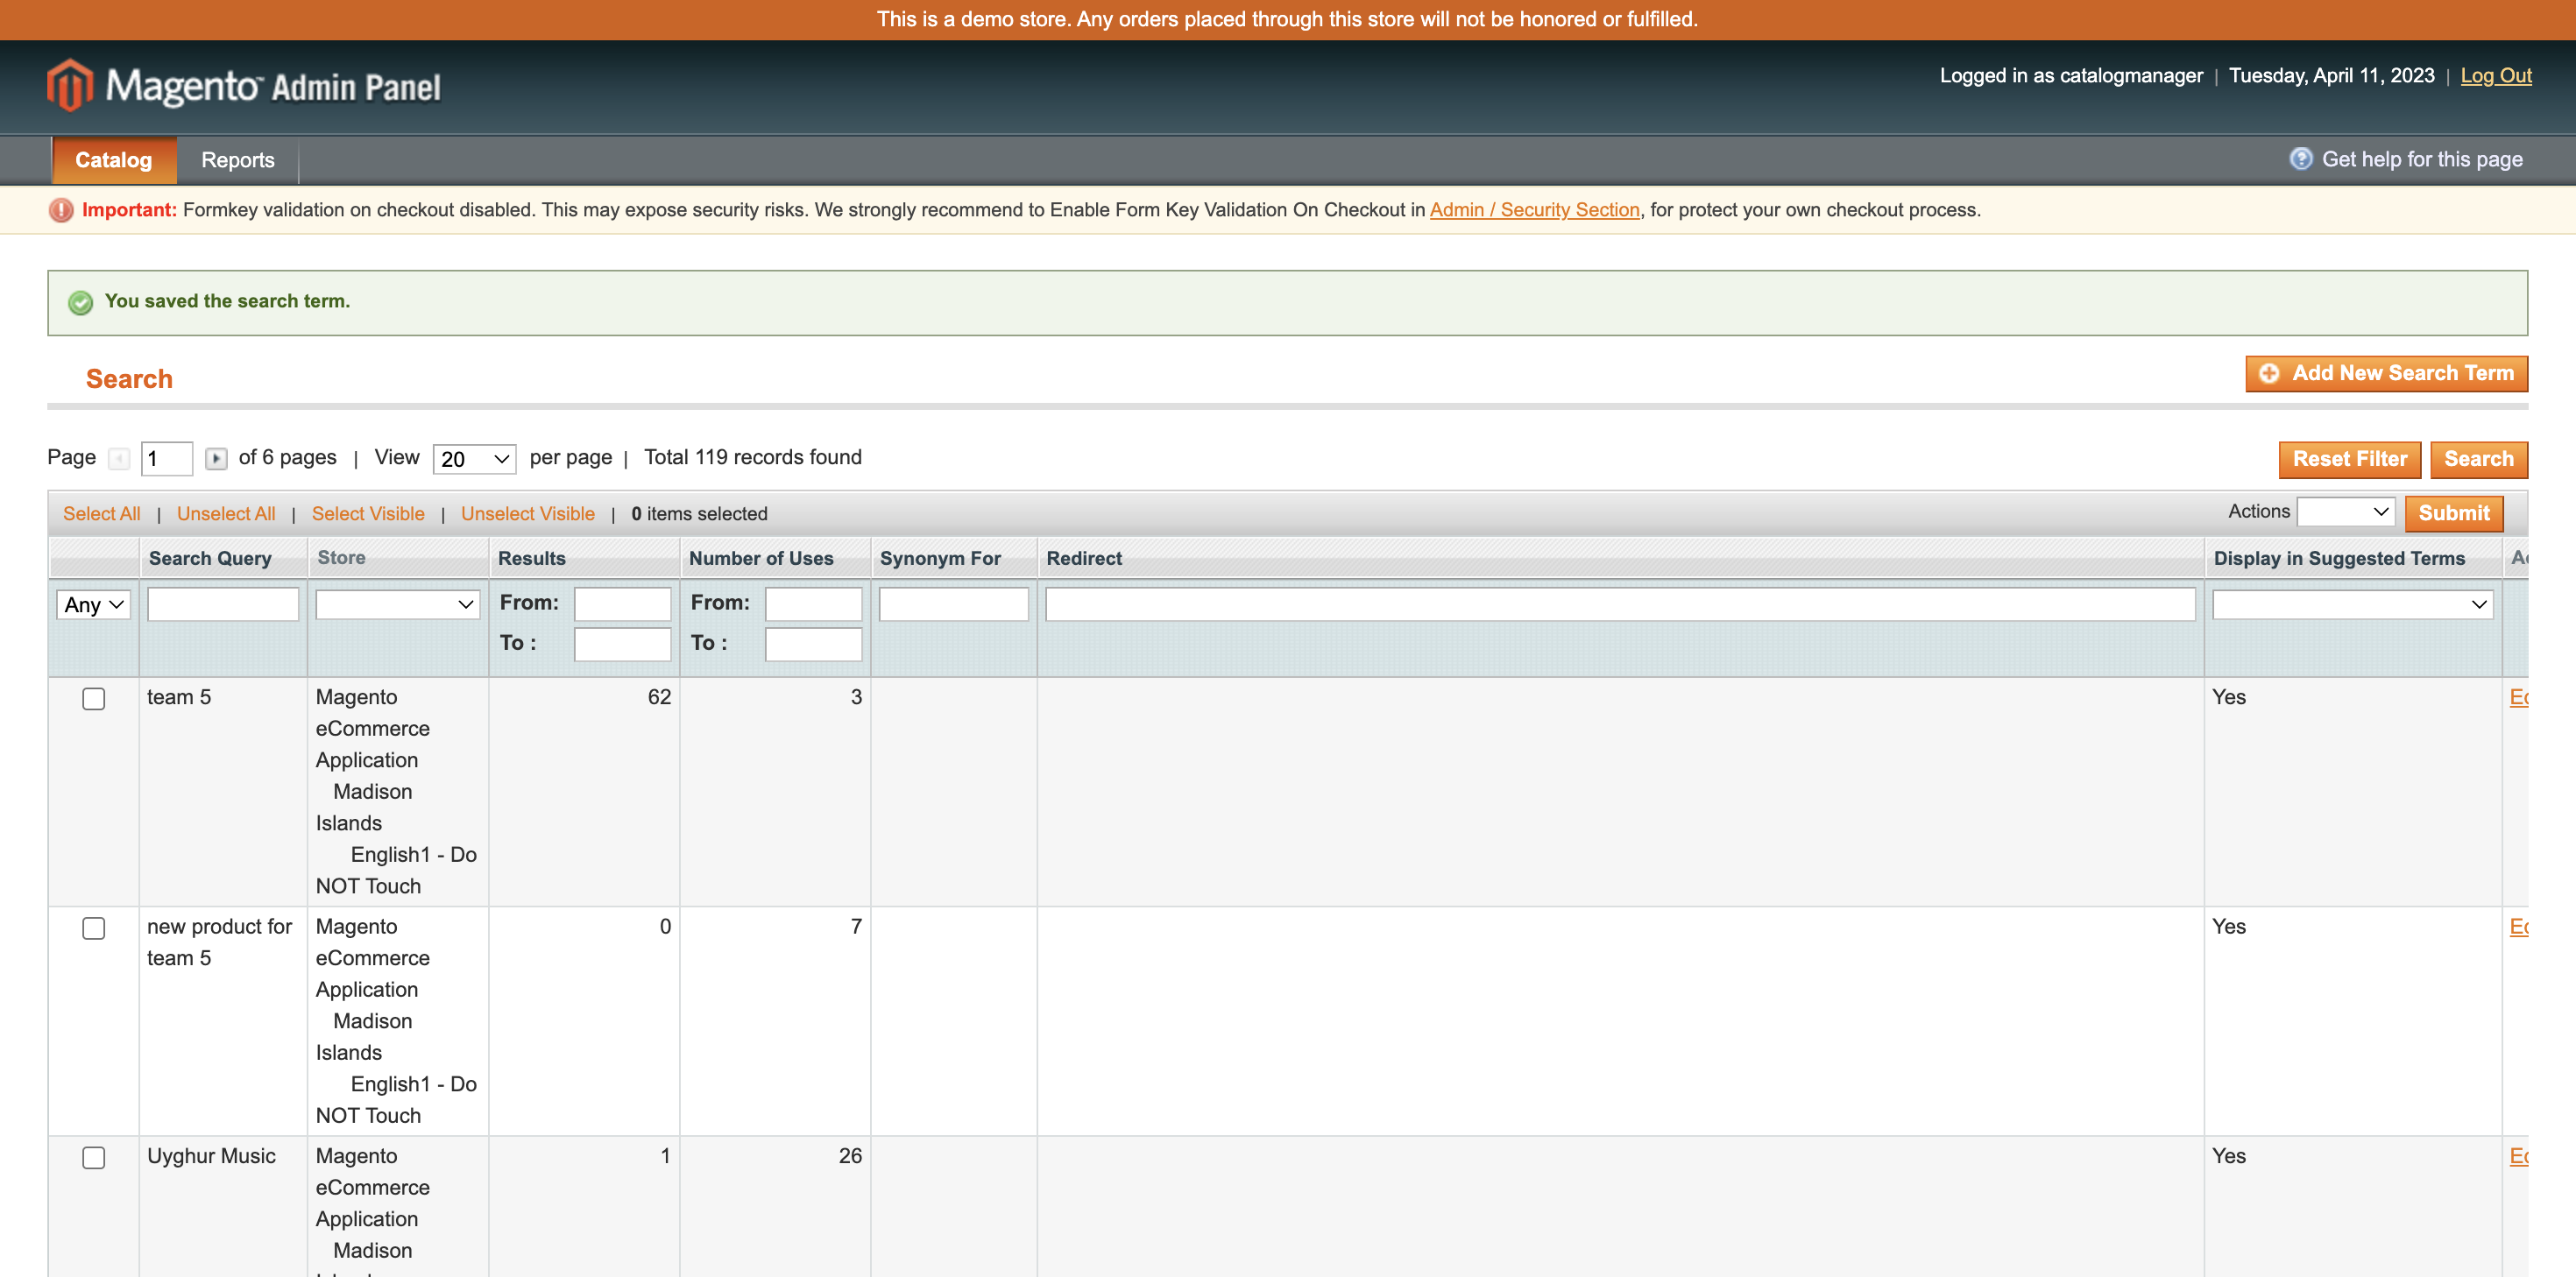 This is a demo store. Any orders placed through this store will not be honored or fulfilled.
Magento™ Admin Panel
Logged in as catalogmanager | Tuesday, April 11, 2023 | Log Out
Catalog Reports
Get help for this page
Important: Formkey validation on checkout disabled. This may expose security risks. We strongly recommend to Enable Form Key Validation On Checkout in Admin / Security Section, for protect your own checkout process.
You saved the search term.
Search
Add New Search Term
Page 1 of 6 pages | View 20 per page | Total 119 records found
Reset Filter Search
Select All | Unselect All | Select Visible | Unselect Visible | 0 items selected
Actions Submit
Search Query Store Results Number of Uses Synonym For Redirect Display in Suggested Terms
Any From: From:
To : To :
team 5 Magento 62 3 Yes
eCommerce
Application
Madison
Islands
English1 - Do
NOT Touch
new product for Magento 0 7 Yes
team 5 eCommerce
Application
Madison
Islands
English1 - Do
NOT Touch
Uyghur Music Magento 1 26 Yes
eCommerce
Application
Madison